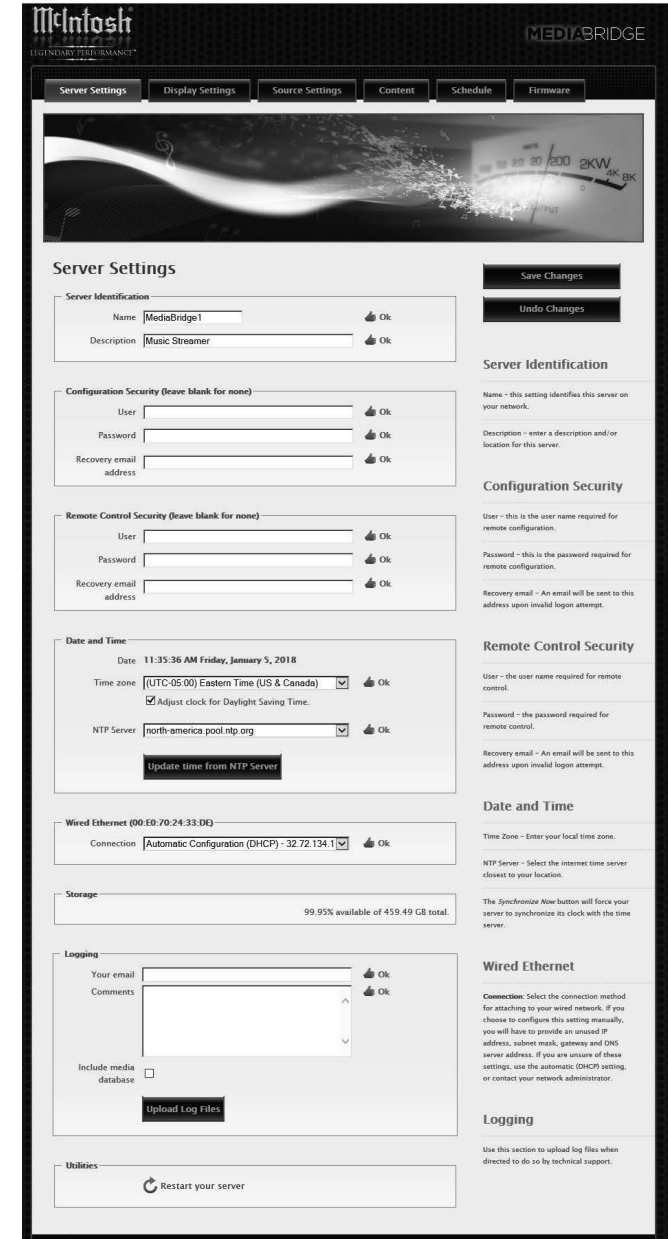 McIntosh
LEGENDARY PERFORMANCE™
MEDIABRIDGE
Server Settings
Display Settings
Source Settings
Content
Schedule
Firmware
20 20 /200 2KW
4K 8K
0
OUTPUT
Server Settings
Save Changes
Undo Changes
Server Identification
Name MediaBridge1 Ok
Description Music Streamer Ok
Configuration Security (leave blank for none)
User Ok
Password Ok
Recovery email Ok
address
Remote Control Security (leave blank for none)
User Ok
Password Ok
Recovery email Ok
address
Date and Time
Date 11:35:36 AM Friday, January 5, 2018
Time zone (UTC-05:00) Eastern Time (US & Canada) Ok
Adjust clock for Daylight Saving Time.
NTP Server north-america.pool.ntp.org Ok
Update time from NTP Server
Wired Ethernet (00:E0:70:24:33:DE)
Connection Automatic Configuration (DHCP) - 32.72.134.1 Ok
Storage
99.95% available of 459.49 GB total.
Logging
Your email Ok
Comments Ok
Include media
database
Upload Log Files
Utilities
Restart your server
Server Identification
Name – this setting identifies this server on
your network.
Description – enter a description and/or
location for this server.
Configuration Security
User – this is the user name required for
remote configuration.
Password – this is the password required for
remote configuration.
Recovery email – An email will be sent to this
address upon invalid logon attempt.
Remote Control Security
User – the user name required for remote
control.
Password – the password required for
remote control.
Recovery email – An email will be sent to this
address upon invalid logon attempt.
Date and Time
Time Zone – Enter your local time zone.
NTP Server – Select the internet time server
closest to your location.
The Synchronize Now button will force your
server to synchronize its clock with the time
server.
Wired Ethernet
Connection: Select the connection method
for attaching to your wired network. If you
choose to configure this setting manually,
you will have to provide an unused IP
address, subnet mask, gateway and DNS
server address. If you are unsure of these
settings, use the automatic (DHCP) setting,
or contact your network administrator.
Logging
Use this section to upload log files when
directed to do so by technical support.